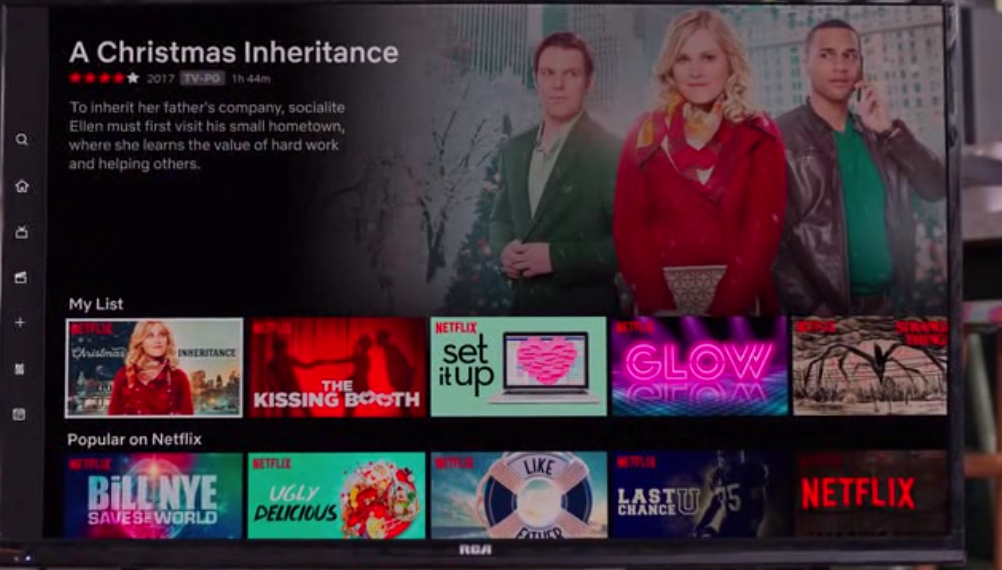 A Christmas Inheritance
2017 TV-PG 1h 44m
To inherit her father's company, socialite
Ellen must first visit his small hometown,
where she learns the value of hard work
and helping others.
My List
NETFLIX
Christmas INHERITANCE
NETFLIX
THE
KISSING BOOTH
NETFLIX
set
it up
NETFLIX
GLOW
NETFLIX
STRANGER
THINGS
Popular on Netflix
NETFLIX
BILL NYE
SAVES THE WORLD
NETFLIX
UGLY
DELICIOUS
NETFLIX
LIKE
FATHER
NETFLIX
LAST
CHANCE U 35
NETFLIX
RCA